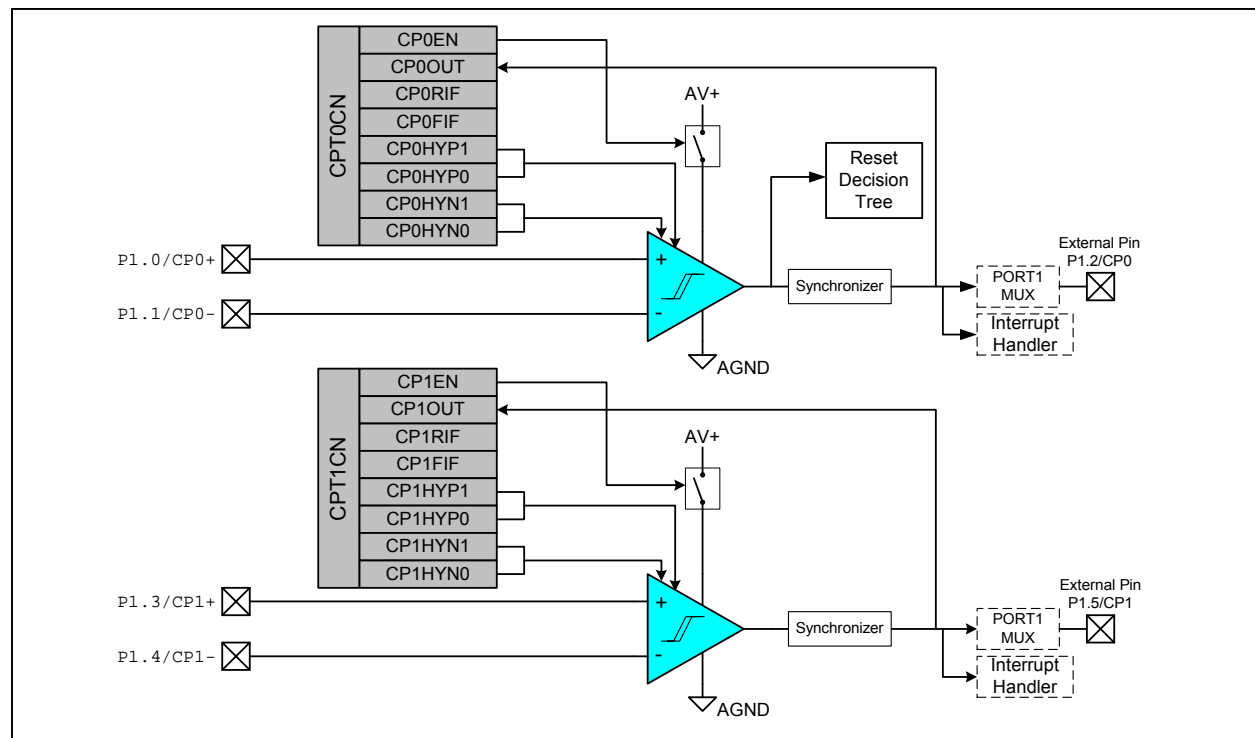 CPT0CN
CP0EN
CP0OUT
CP0RIF
CP0FIF
CP0HYP1
CP0HYP0
CP0HYN1
CP0HYN0
AV+
Reset
Decision
Tree
P1.0/CP0+
+
P1.1/CP0-
-
Synchronizer
AGND
PORT1
MUX
External Pin
P1.2/CP0
Interrupt
Handler
CPT1CN
CP1EN
CP1OUT
CP1RIF
CP1FIF
CP1HYP1
CP1HYP0
CP1HYN1
CP1HYN0
AV+
P1.3/CP1+
+
P1.4/CP1-
-
Synchronizer
AGND
PORT1
MUX
External Pin
P1.5/CP1
Interrupt
Handler